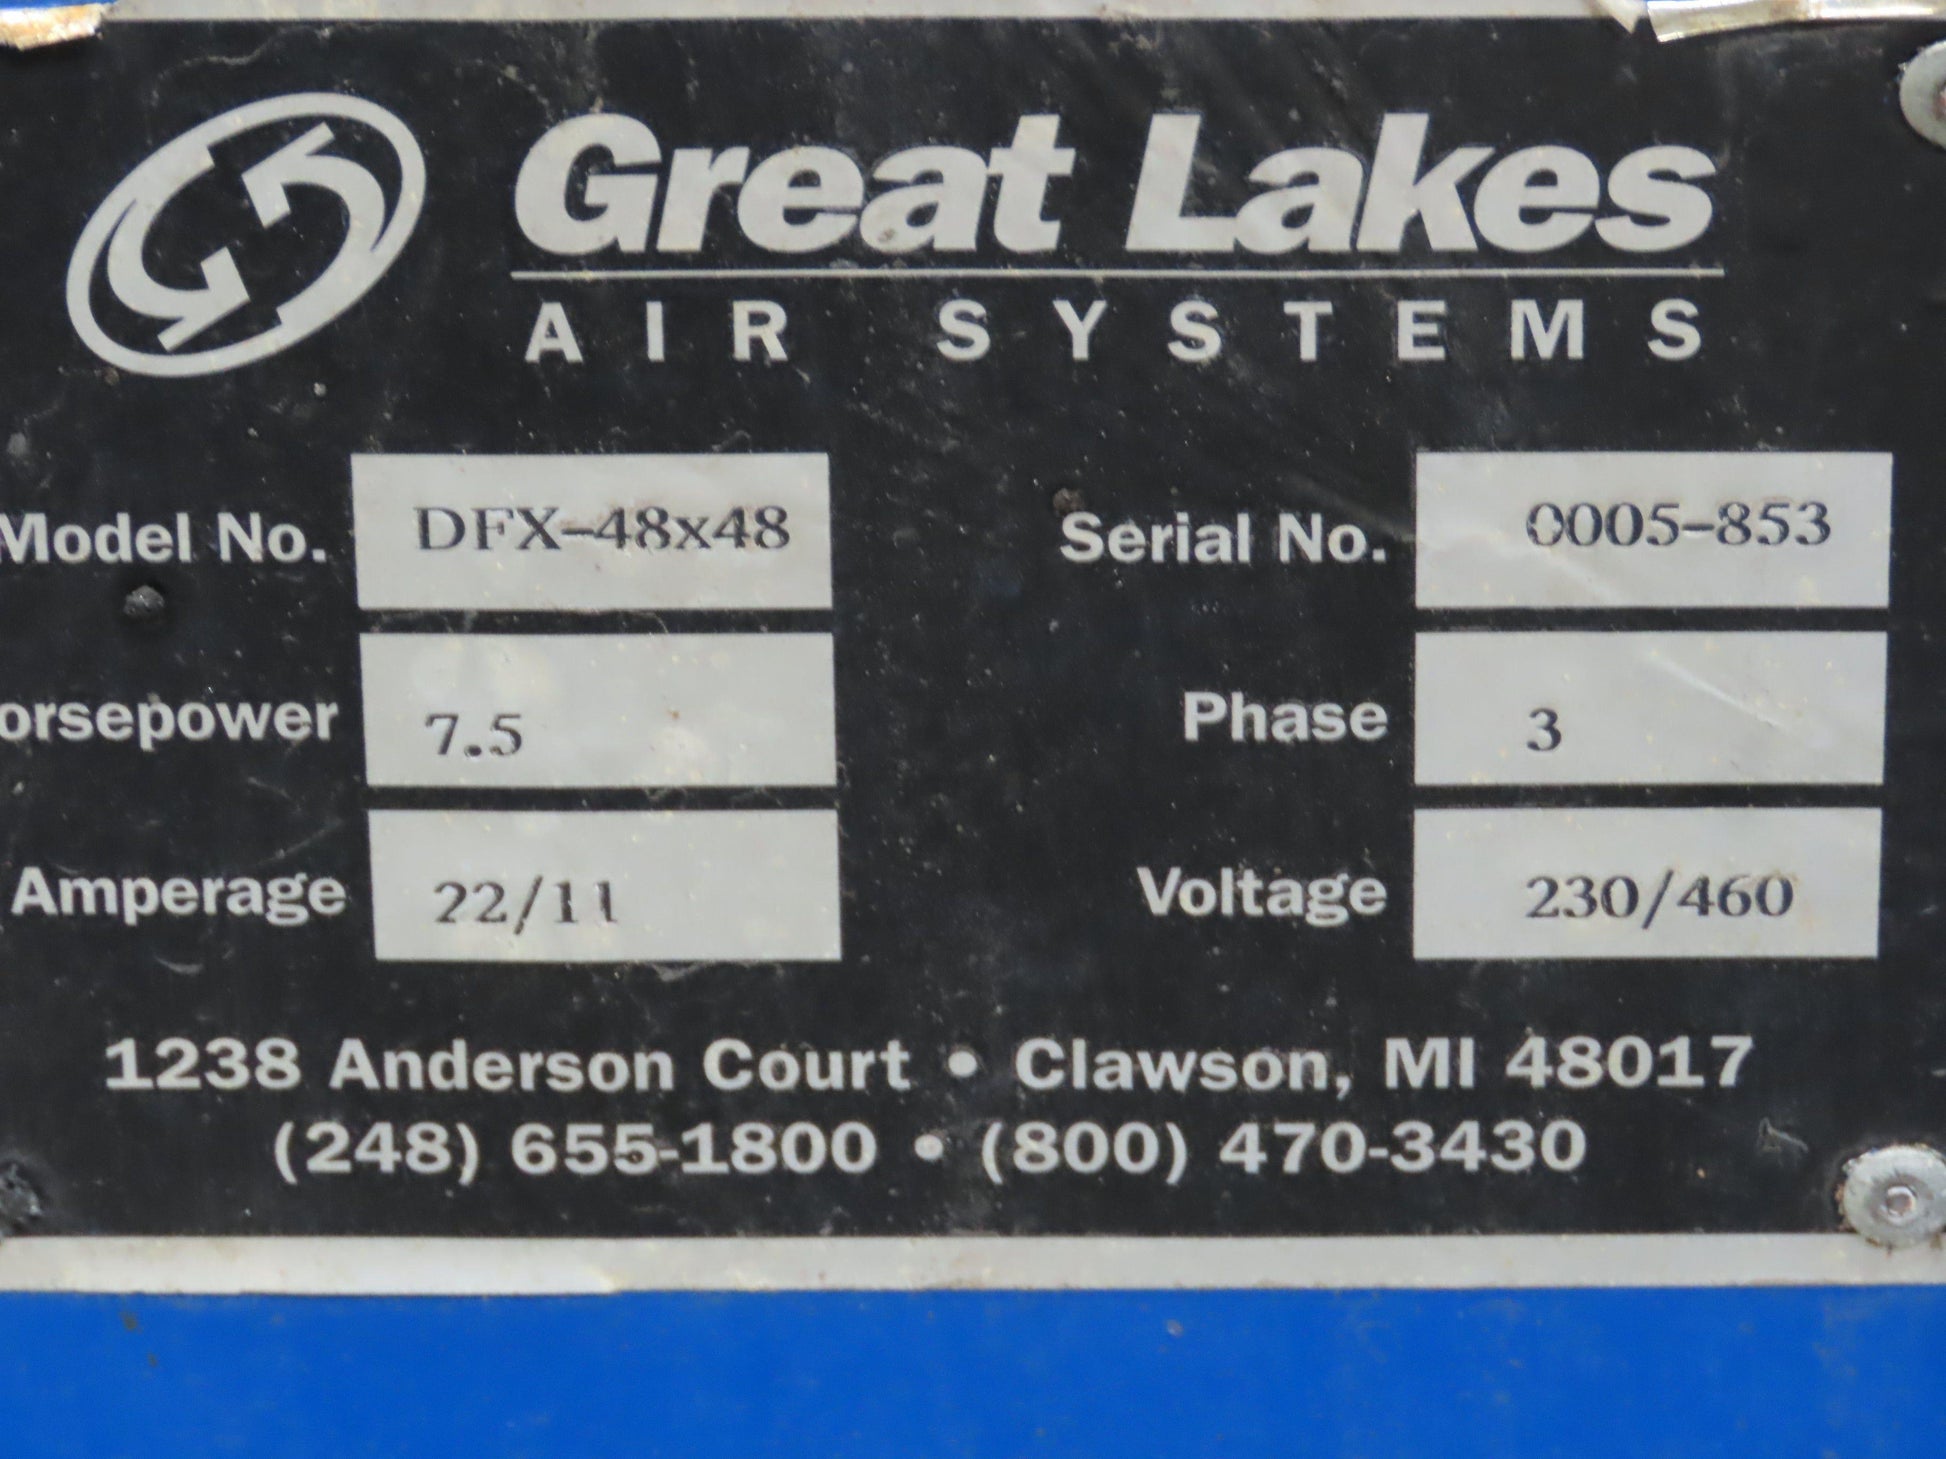 Great Lakes
AIR SYSTEMS
Model No. DFX-48x48 Serial No. 0005-853
orsepower 7.5 Phase 3
Amperage 22/11 Voltage 230/460
1238 Anderson Court • Clawson, MI 48017
(248) 655-1800 • (800) 470-3430